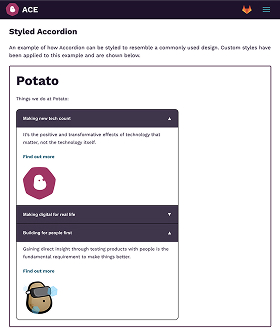 ACE
Styled Accordion
An example of how Accordion can be styled to resemble a commonly used design. Custom styles have
been applied to this example and are shown below.
Potato
Things we do at Potato:
Making new tech count
It's the positive and transformative effects of technology that
matter, not the technology itself.
Find out more
Making digital for real life
Building for people first
Gaining direct insight through testing products with people is the
fundamental requirement to make things better.
Find out more